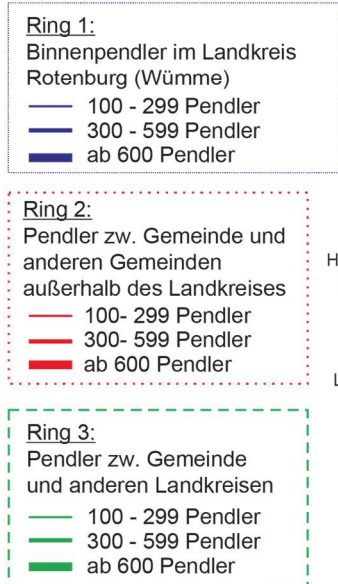 Ring 1:
Binnenpendler im Landkreis
Rotenburg (Wümme)
100 - 299 Pendler
300 - 599 Pendler
ab 600 Pendler
Ring 2:
Pendler zw. Gemeinde und
anderen Gemeinden
außerhalb des Landkreises
100- 299 Pendler
300- 599 Pendler
ab 600 Pendler
H
L
Ring 3:
Pendler zw. Gemeinde
und anderen Landkreisen
100 - 299 Pendler
300 - 599 Pendler
ab 600 Pendler